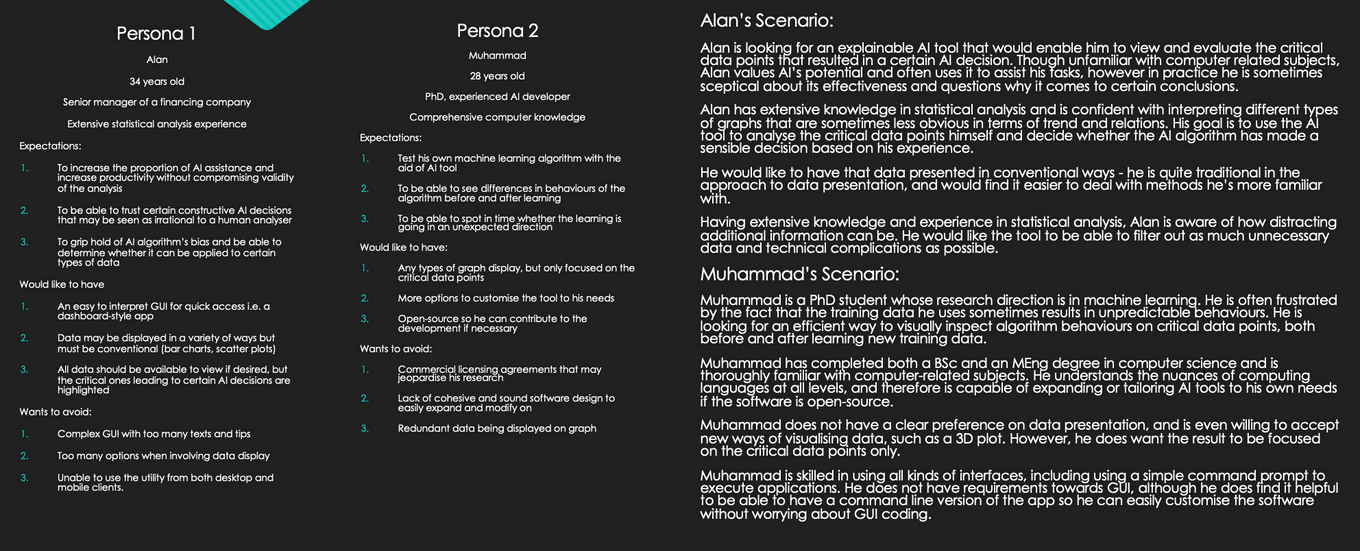 Persona 1
Alan
34 years old
Senior manager of a financing company
Extensive statistical analysis experience
Expectations:
1. To increase the proportion of AI assistance and
increase productivity without compromising validity
of the analysis
2. To be able to trust certain constructive AI decisions
that may be seen as irrational to a human analyser
3. To grip hold of AI algorithm's bias and be able to
determine whether it can be applied to certain
types of data
Would like to have
1. An easy to interpret GUI for quick access i.e. a
dashboard-style app
2. Data may be displayed in a variety of ways but
must be conventional (bar charts, scatter plots)
3. All data should be available to view if desired, but
the critical ones leading to certain AI decisions are
highlighted
Wants to avoid:
1. Complex GUI with too many texts and tips
2. Too many options when involving data display
3. Unable to use the utility from both desktop and
mobile clients.
Persona 2
Muhammad
28 years old
PhD, experienced AI developer
Comprehensive computer knowledge
Expectations:
1. Test his own machine learning algorithm with the
aid of AI tool
2. To be able to see differences in behaviours of the
algorithm before and after learning
3. To be able to spot in time whether the learning is
going in an unexpected direction
Would like to have:
1. Any types of graph display, but only focused on the
critical data points
2. More options to customise the tool to his needs
3. Open-source so he can contribute to the
development if necessary
Wants to avoid:
1. Commercial licensing agreements that may
jeopardise his research
2. Lack of cohesive and sound software design to
easily expand and modify on
3. Redundant data being displayed on graph
Alan's Scenario:
Alan is looking for an explainable AI tool that would enable him to view and evaluate the critical
data points that resulted in a certain AI decision. Though unfamiliar with computer related subjects,
Alan values AI's potential and often uses it to assist his tasks, however in practice he is sometimes
sceptical about its effectiveness and questions why it comes to certain conclusions.
Alan has extensive knowledge in statistical analysis and is confident with interpreting different types
of graphs that are sometimes less obvious in terms of trend and relations. His goal is to use the AI
tool to analyse the critical data points himself and decide whether the AI algorithm has made a
sensible decision based on his experience.
He would like to have that data presented in conventional ways - he is quite traditional in the
approach to data presentation, and would find it easier to deal with methods he's more familiar
with.
Having extensive knowledge and experience in statistical analysis, Alan is aware of how distracting
additional information can be. He would like the tool to be able to filter out as much unnecessary
data and technical complications as possible.
Muhammad's Scenario:
Muhammad is a PhD student whose research direction is in machine learning. He is often frustrated
by the fact that the training data he uses sometimes results in unpredictable behaviours. He is
looking for an efficient way to visually inspect algorithm behaviours on critical data points, both
before and after learning new training data.
Muhammad has completed both a BSc and an MEng degree in computer science and is
thoroughly familiar with computer-related subjects. He understands the nuances of computing
languages at all levels, and therefore is capable of expanding or tailoring AI tools to his own needs
if the software is open-source.
Muhammad does not have a clear preference on data presentation, and is even willing to accept
new ways of visualising data, such as a 3D plot. However, he does want the result to be focused
on the critical data points only.
Muhammad is skilled in using all kinds of interfaces, including using a simple command prompt to
execute applications. He does not have requirements towards GUI, although he does find it helpful
to be able to have a command line version of the app so he can easily customise the software
without worrying about GUI coding.